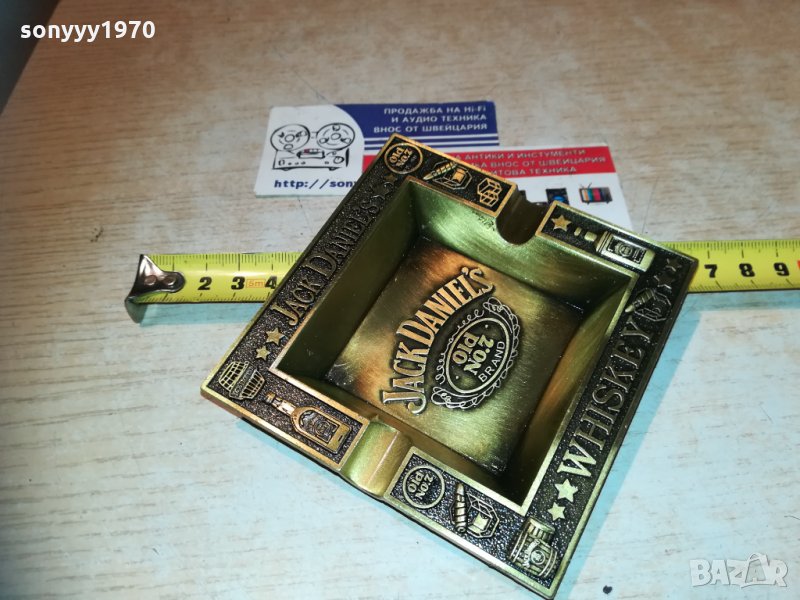 sonyyy1970
ПРОДАЖБА НА Hi-Fi
И АУДИО ТЕХНИКА
ВНОС ОТ ШВЕЙЦАРИЯ
http://son
АНТИКИ И ИНСТУМЕНТИ
ВНОС ОТ ШВЕЙЦАРИЯ
ТЕХНИКА
2 3 4
7 8 9
JACK DANIEL'S
WHISKEY
JACK DANIEL'S
Old
NO.7
BRAND
Old
NO.7
Old
NO.7
BAZAR